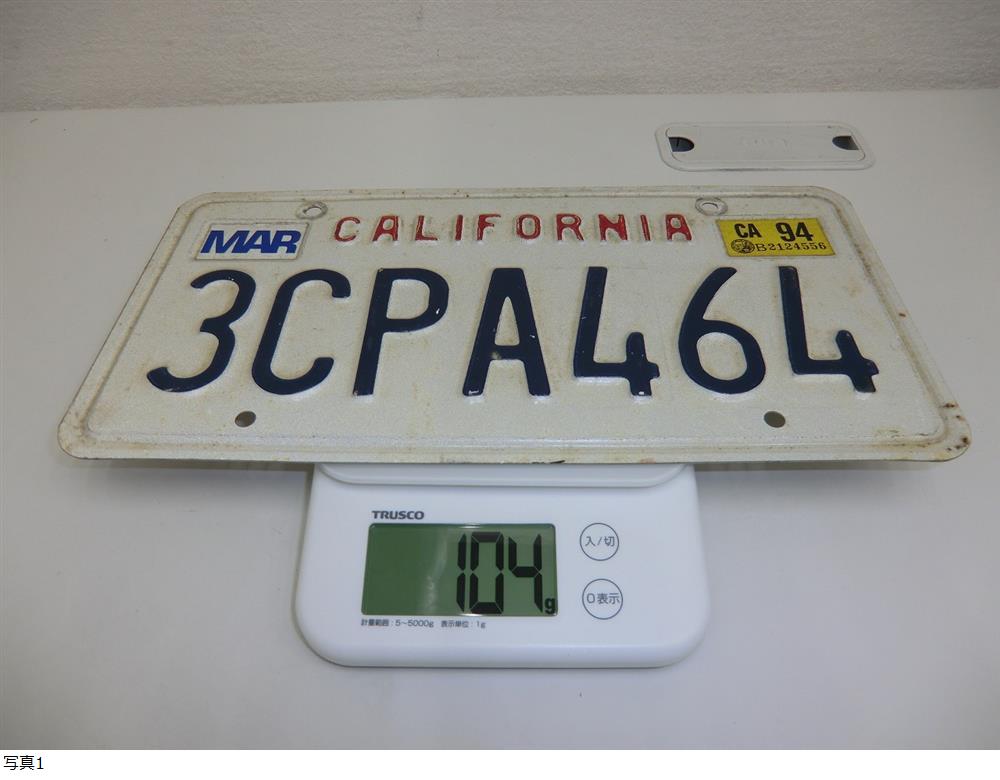 MAR CALIFORNIA CA 94
B2124556
3CPA464
TRUSCO
104g
入/切
0表示
計量範囲:5~5000g 表示単位:1g
写真1